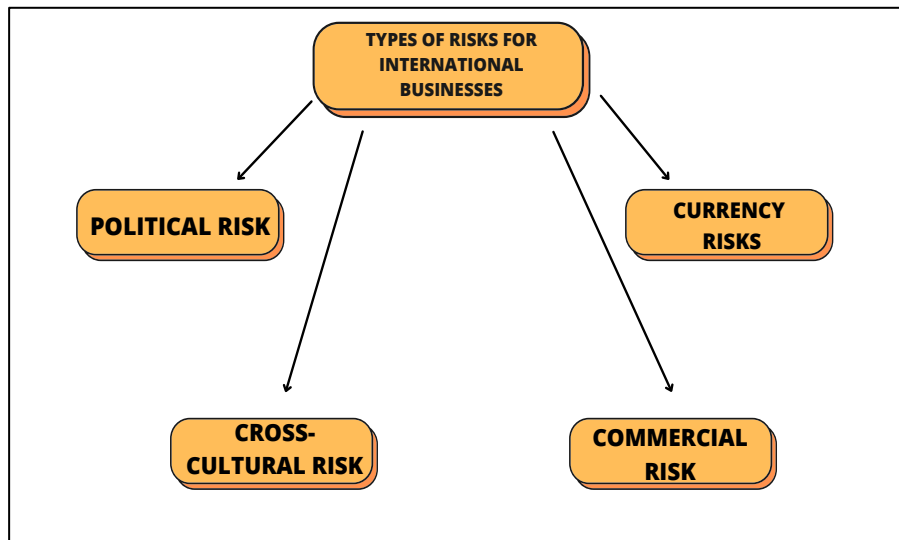 TYPES OF RISKS FOR
INTERNATIONAL
BUSINESSES
POLITICAL RISK
CURRENCY
RISKS
CROSS-
CULTURAL RISK
COMMERCIAL
RISK